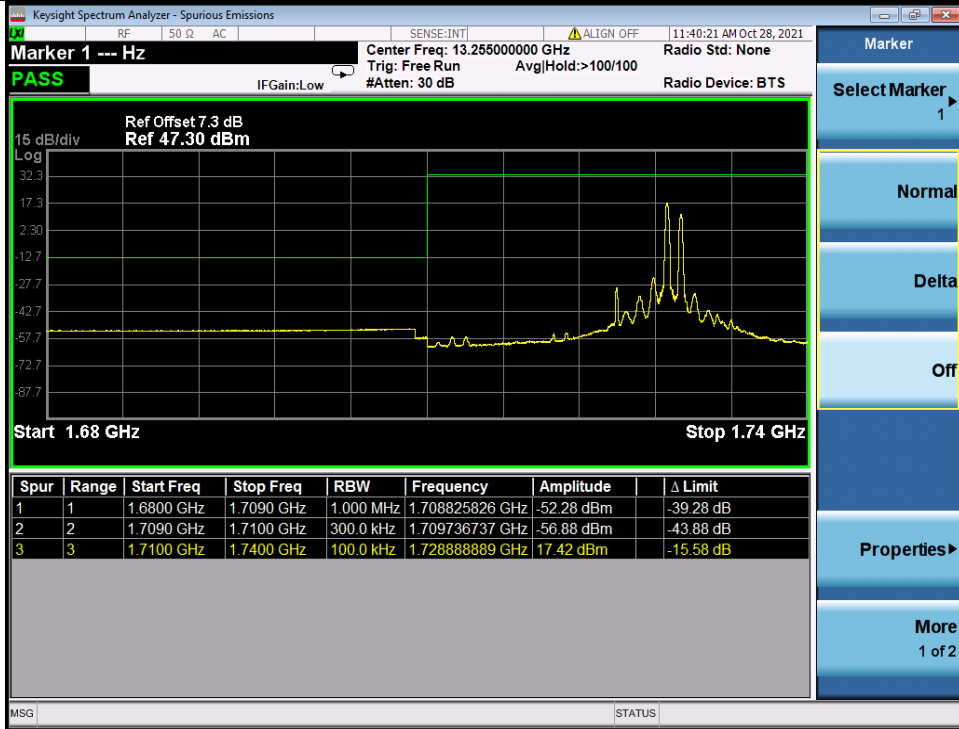 Keysight Spectrum Analyzer - Spurious Emissions
LXI RF 50 Ω AC SENSE:INT ALIGN OFF 11:40:21 AM Oct 28, 2021
Marker 1 --- Hz
PASS
IFGain:Low
Center Freq: 13.255000000 GHz
Trig: Free Run Avg|Hold:>100/100
#Atten: 30 dB
Radio Std: None
Radio Device: BTS
Ref Offset 7.3 dB
15 dB/div Ref 47.30 dBm
Log
32.3
17.3
2.30
-12.7
-27.7
-42.7
-57.7
-72.7
-87.7
Start 1.68 GHz Stop 1.74 GHz
Spur Range Start Freq Stop Freq RBW Frequency Amplitude Δ Limit
1 1 1.6800 GHz 1.7090 GHz 1.000 MHz 1.708825826 GHz -52.28 dBm -39.28 dB
2 2 1.7090 GHz 1.7100 GHz 300.0 kHz 1.709736737 GHz -56.88 dBm -43.88 dB
3 3 1.7100 GHz 1.7400 GHz 100.0 kHz 1.728888889 GHz 17.42 dBm -15.58 dB
MSG STATUS
Marker
Select Marker
1
Normal
Delta
Off
Properties
More
1 of 2